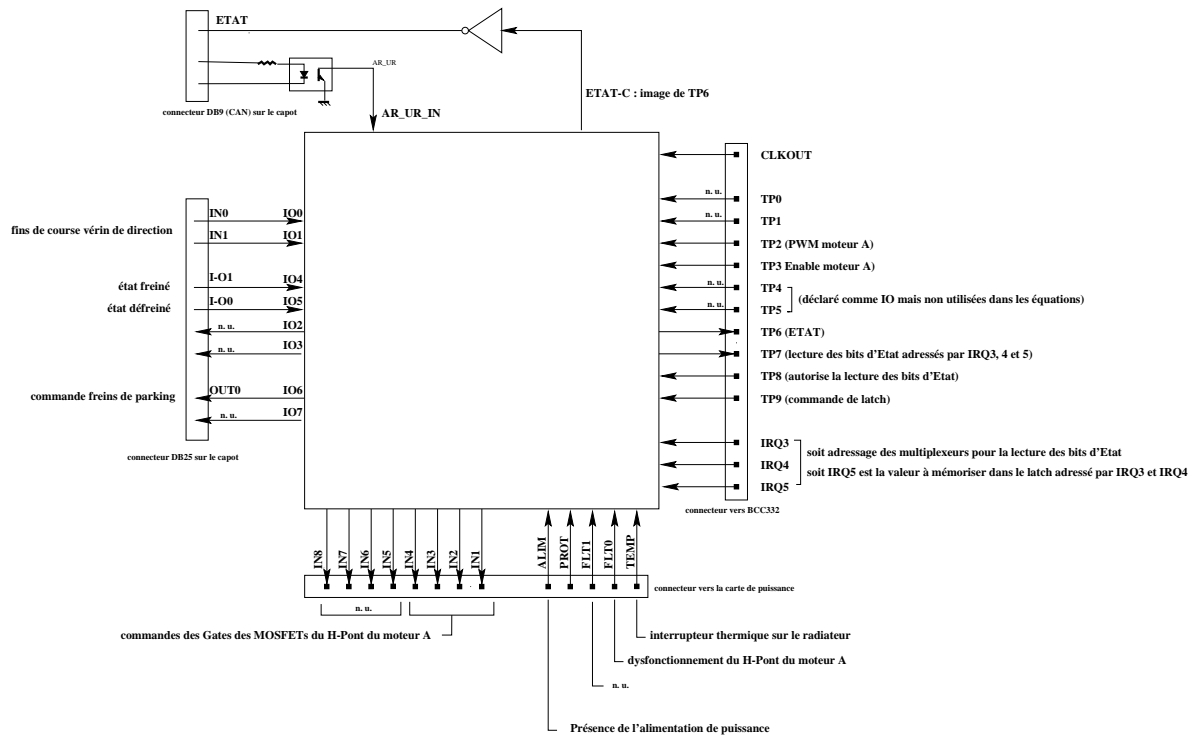 ETAT
AR_UR
connecteur DB9 (CAN) sur le capot
AR_UR_IN
ETAT-C : image de TP6
CLKOUT
n. u.
TP0
n. u.
TP1
TP2 (PWM moteur A)
TP3 Enable moteur A)
n. u.
TP4
n. u.
TP5
(déclaré comme IO mais non utilisées dans les équations)
TP6 (ETAT)
TP7 (lecture des bits d'Etat adressés par IRQ3, 4 et 5)
TP8 (autorise la lecture des bits d'Etat)
TP9 (commande de latch)
IRQ3
IRQ4
IRQ5
soit adressage des multiplexeurs pour la lecture des bits d'Etat
soit IRQ5 est la valeur à mémoriser dans le latch adressé par IRQ3 et IRQ4
connecteur vers BCC332
fins de course vérin de direction
IN0 IO0
IN1 IO1
état freiné
I-O1 IO4
état défreiné
I-O0 IO5
n. u. IO2
n. u. IO3
commande freins de parking
OUT0 IO6
n. u. IO7
connecteur DB25 sur le capot
IN8
IN7
IN6
IN5
IN4
IN3
IN2
IN1
ALIM
PROT
FLT1
FLT0
TEMP
connecteur vers la carte de puissance
n. u.
commandes des Gates des MOSFETs du H-Pont du moteur A
interrupteur thermique sur le radiateur
dysfonctionnement du H-Pont du moteur A
n. u.
Présence de l'alimentation de puissance